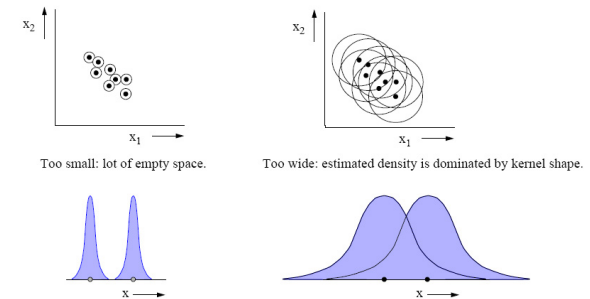 x2
x1
Too small: lot of empty space.
x2
x1
Too wide: estimated density is dominated by kernel shape.
x
x